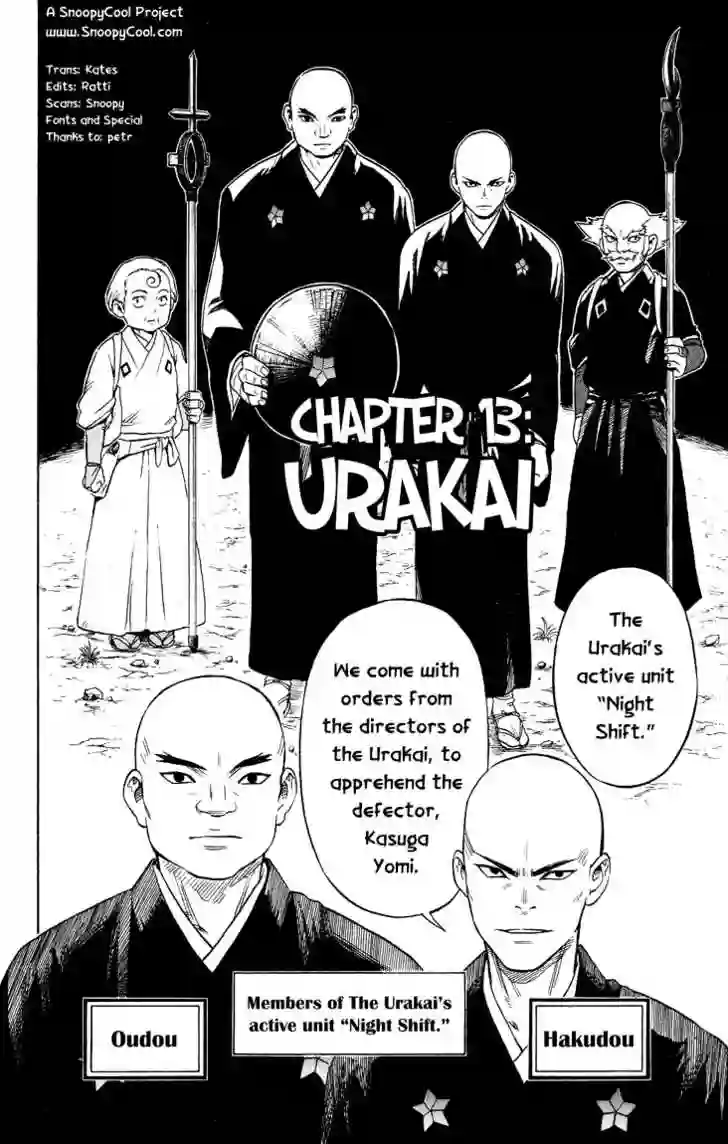 A SnoopyCool Project
www.SnoopyCool.com
Trans: Kates
Edits: Ratti
Scans: Snoopy
Fonts and Special
Thanks to: petr
CHAPTER 13:
URAKAI
The
Urakai's
active unit
"Night
Shift."
We come with
orders from
the directors of
the Urakai, to
apprehend the
defector,
Kasuga
Yomi.
Members of The Urakai's
active unit "Night Shift."
Oudou
Hakudou